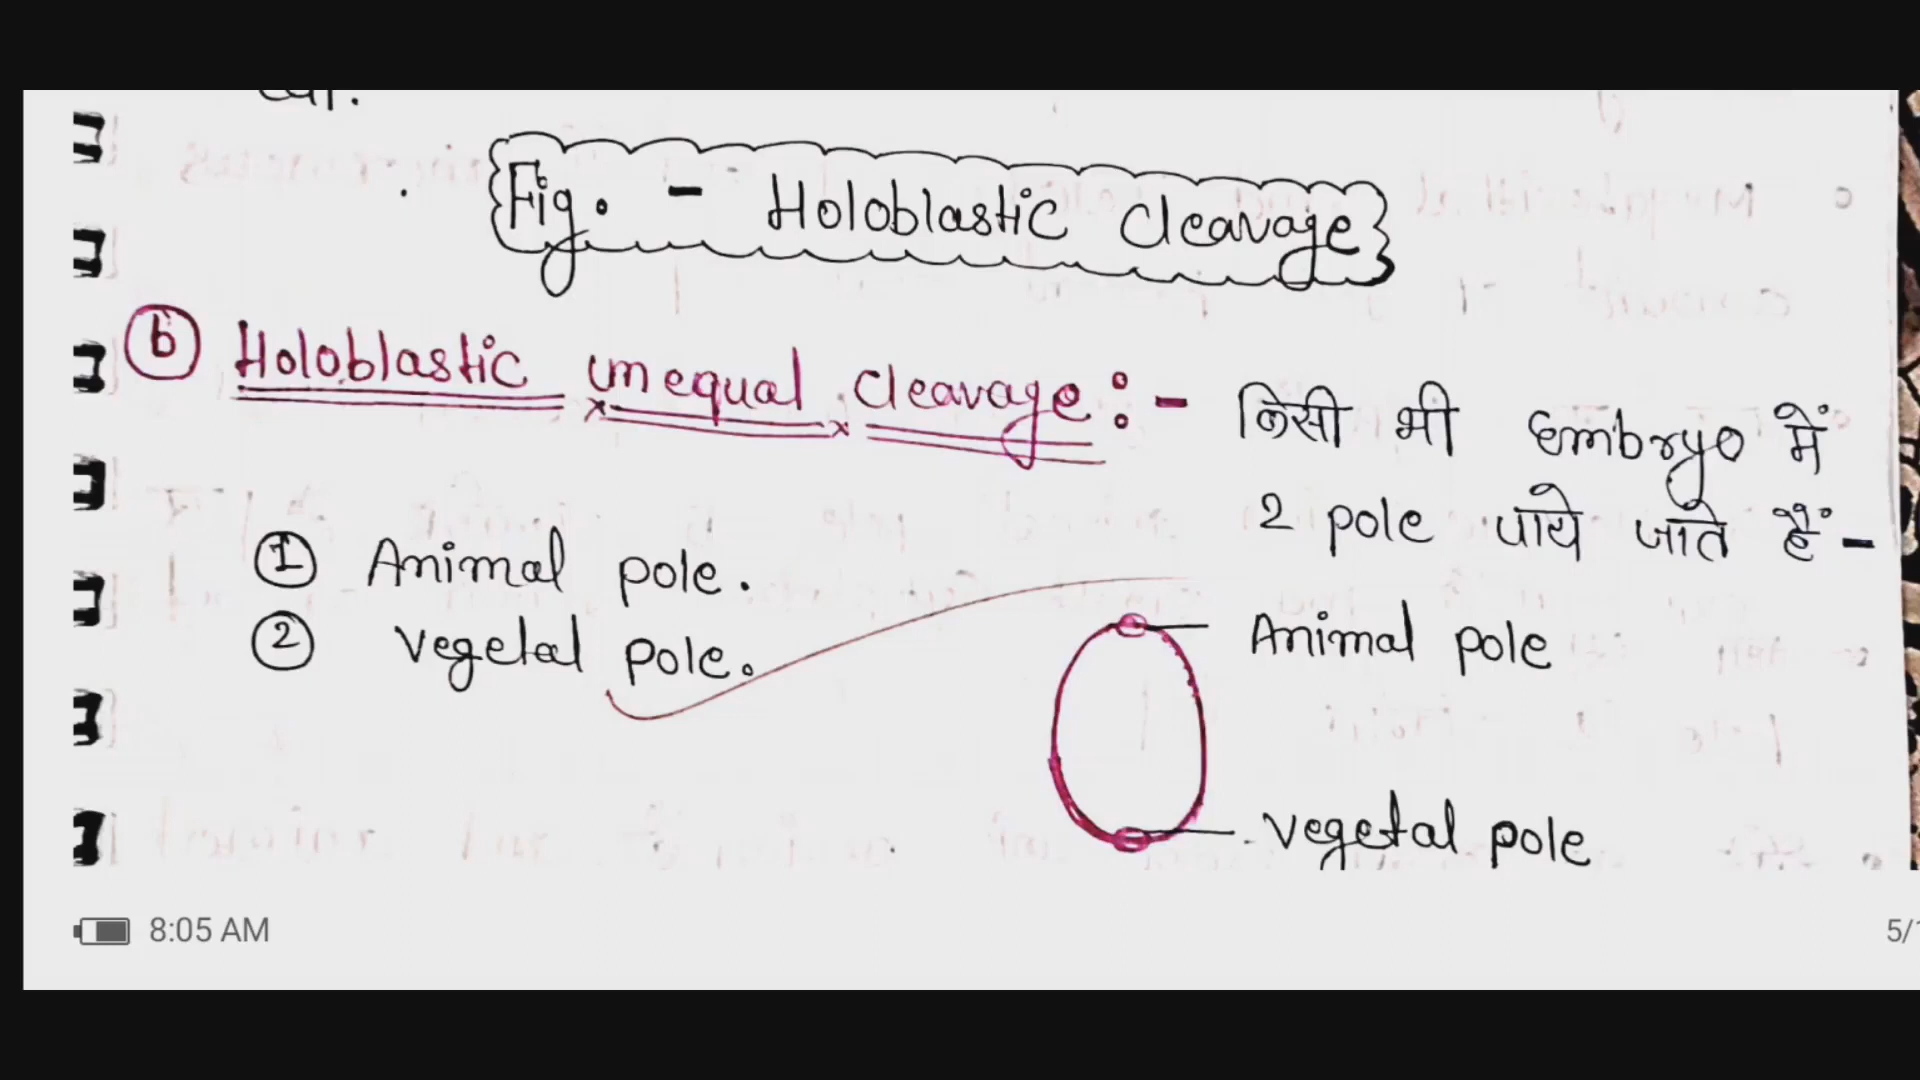 Fig. - Holoblastic cleavage
ⓑ Holoblastic unequal cleavage :- किसी भी Embryo में
2 pole पाये जाते हैं -
① Animal pole.
② Vegetal pole.
Animal pole
Vegetal pole
8:05 AM